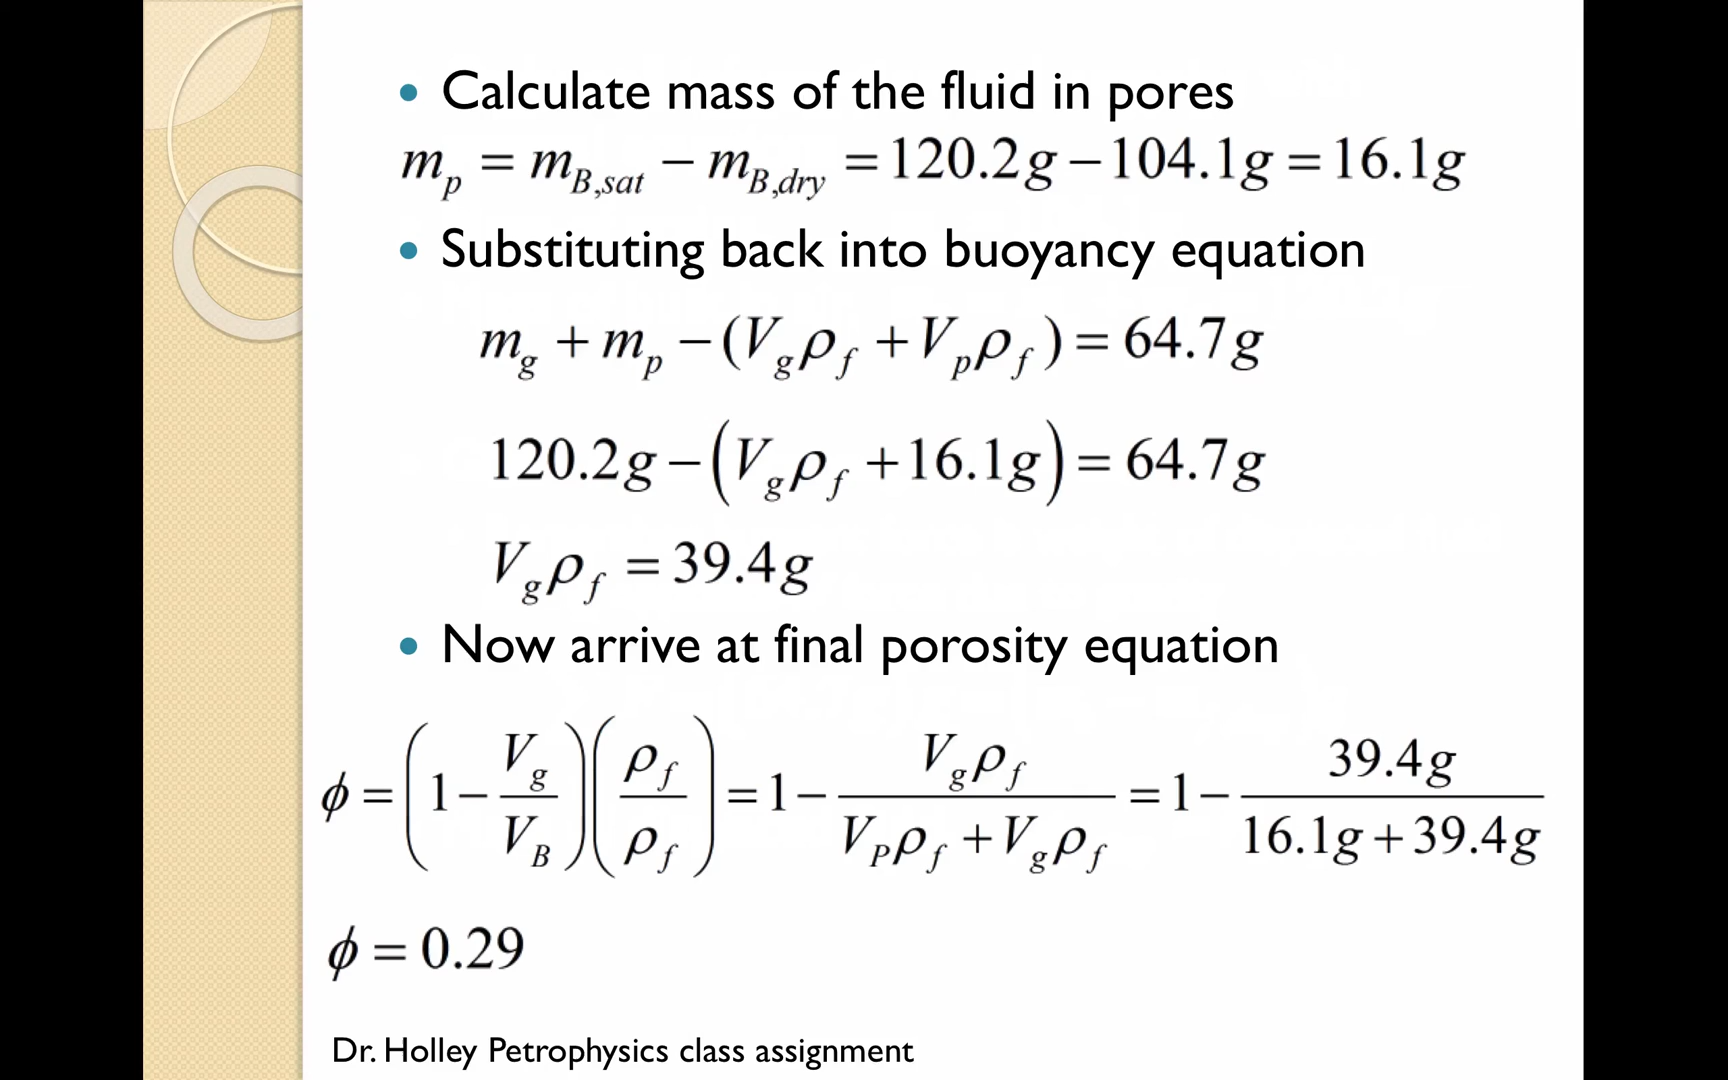 • Calculate mass of the fluid in pores
m_p = m_{B,sat} − m_{B,dry} = 120.2g − 104.1g = 16.1g
• Substituting back into buoyancy equation
m_g + m_p − (V_g ρ_f + V_p ρ_f) = 64.7g
120.2g − (V_g ρ_f + 16.1g) = 64.7g
V_g ρ_f = 39.4g
• Now arrive at final porosity equation
ϕ = (1 − V_g / V_B)(ρ_f / ρ_f) = 1 − V_g ρ_f / (V_P ρ_f + V_g ρ_f) = 1 − 39.4g / (16.1g + 39.4g)
ϕ = 0.29
Dr. Holley Petrophysics class assignment